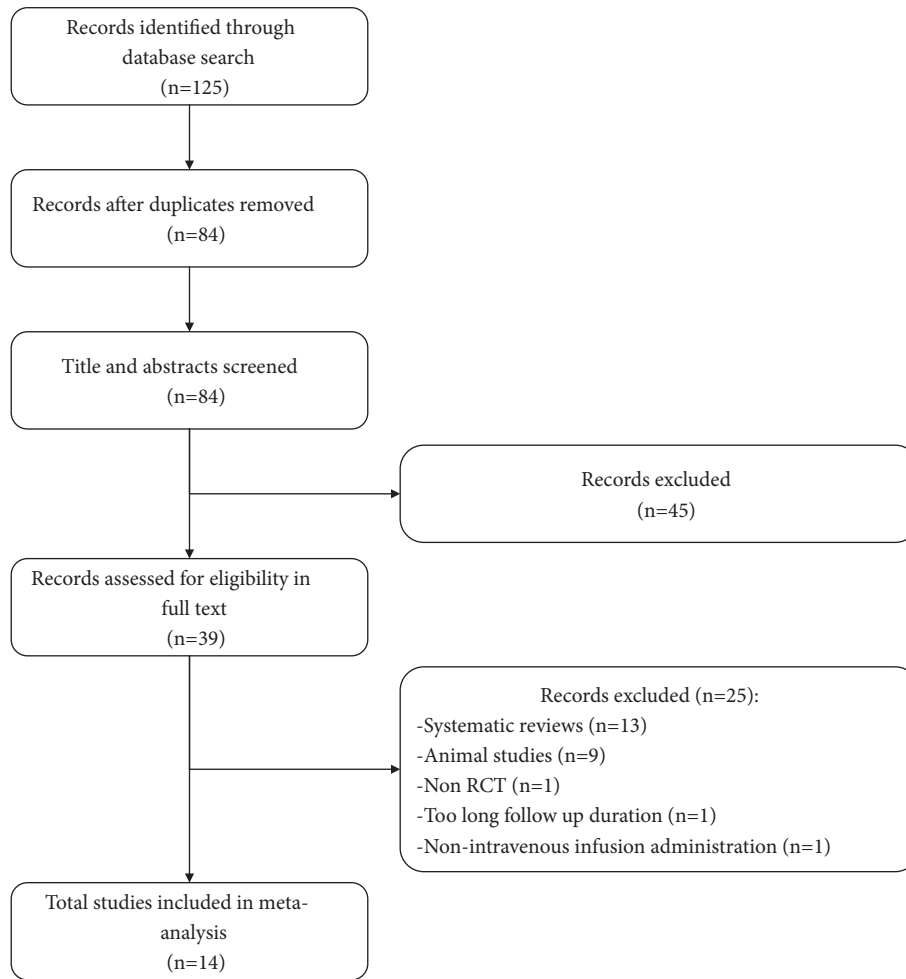 Records identified through
database search
(n=125)
Records after duplicates removed
(n=84)
Title and abstracts screened
(n=84)
Records excluded
(n=45)
Records assessed for eligibility in
full text
(n=39)
Records excluded (n=25):
-Systematic reviews (n=13)
-Animal studies (n=9)
-Non RCT (n=1)
-Too long follow up duration (n=1)
-Non-intravenous infusion administration (n=1)
Total studies included in meta-
analysis
(n=14)